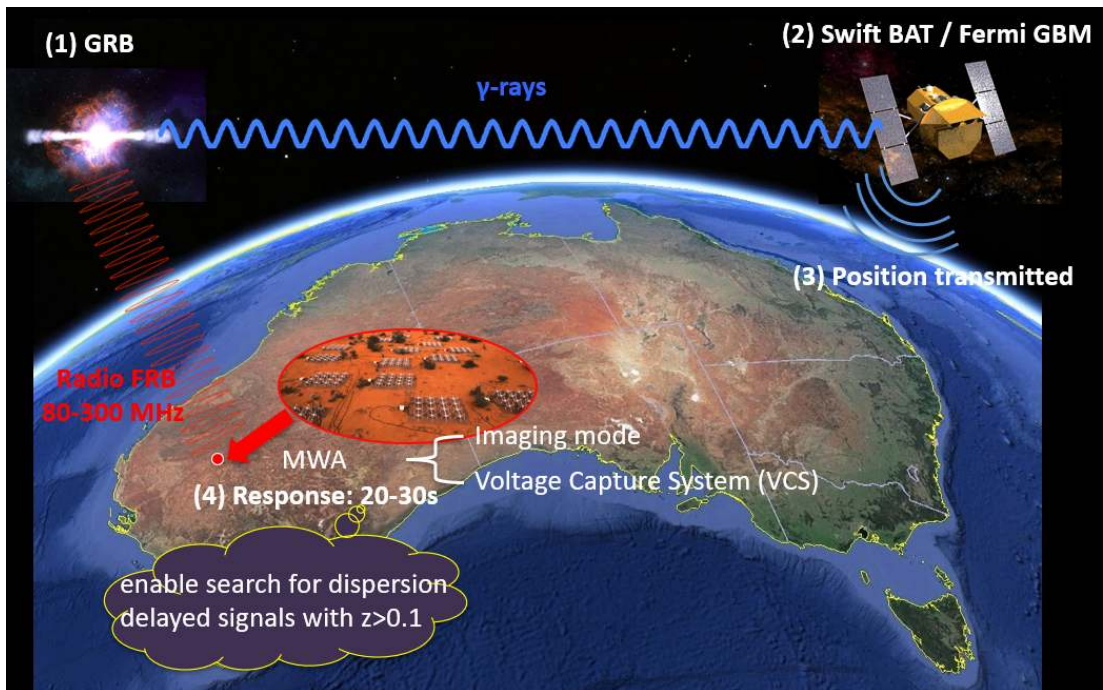 (1) GRB
(2) Swift BAT / Fermi GBM
γ-rays
(3) Position transmitted
Radio FRB
80-300 MHz
MWA
Imaging mode
Voltage Capture System (VCS)
(4) Response: 20-30s
enable search for dispersion
delayed signals with z>0.1